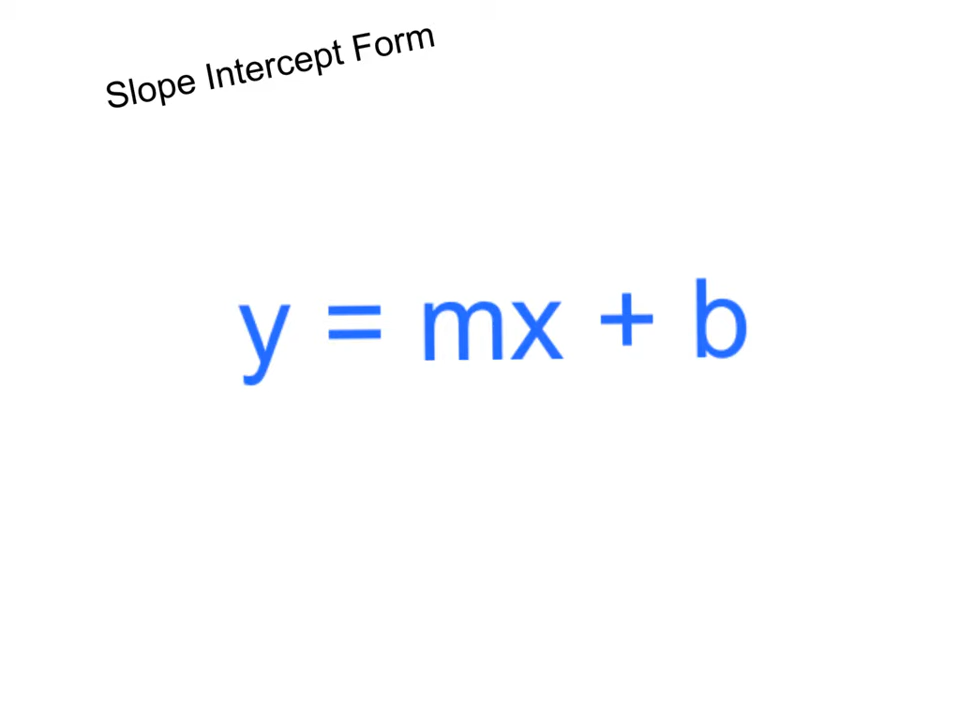 Slope Intercept Form
y = mx + b